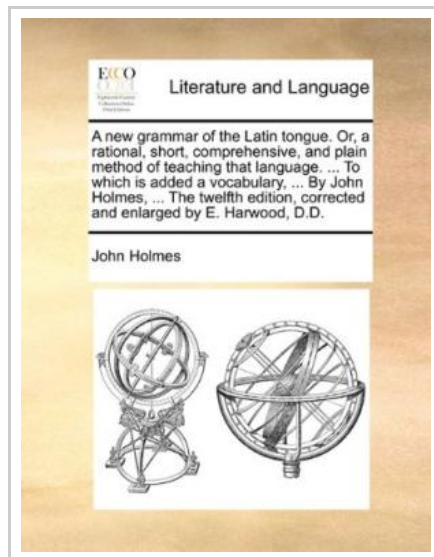 ECCO
Literature and Language
A new grammar of the Latin tongue. Or, a
rational, short, comprehensive, and plain
method of teaching that language. ... To
which is added a vocabulary, ... By John
Holmes, ... The twelfth edition, corrected
and enlarged by E. Harwood, D.D.
John Holmes